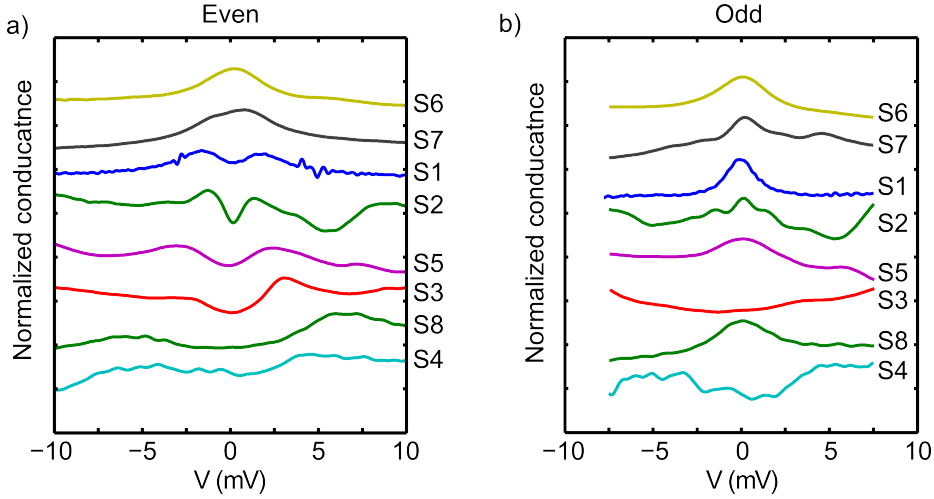 a)
Even
Normalized conducatnce
S6
S7
S1
S2
S5
S3
S8
S4
−10
−5
0
5
10
V (mV)
b)
Odd
Normalized conducatnce
S6
S7
S1
S2
S5
S3
S8
S4
−10
−5
0
5
10
V (mV)